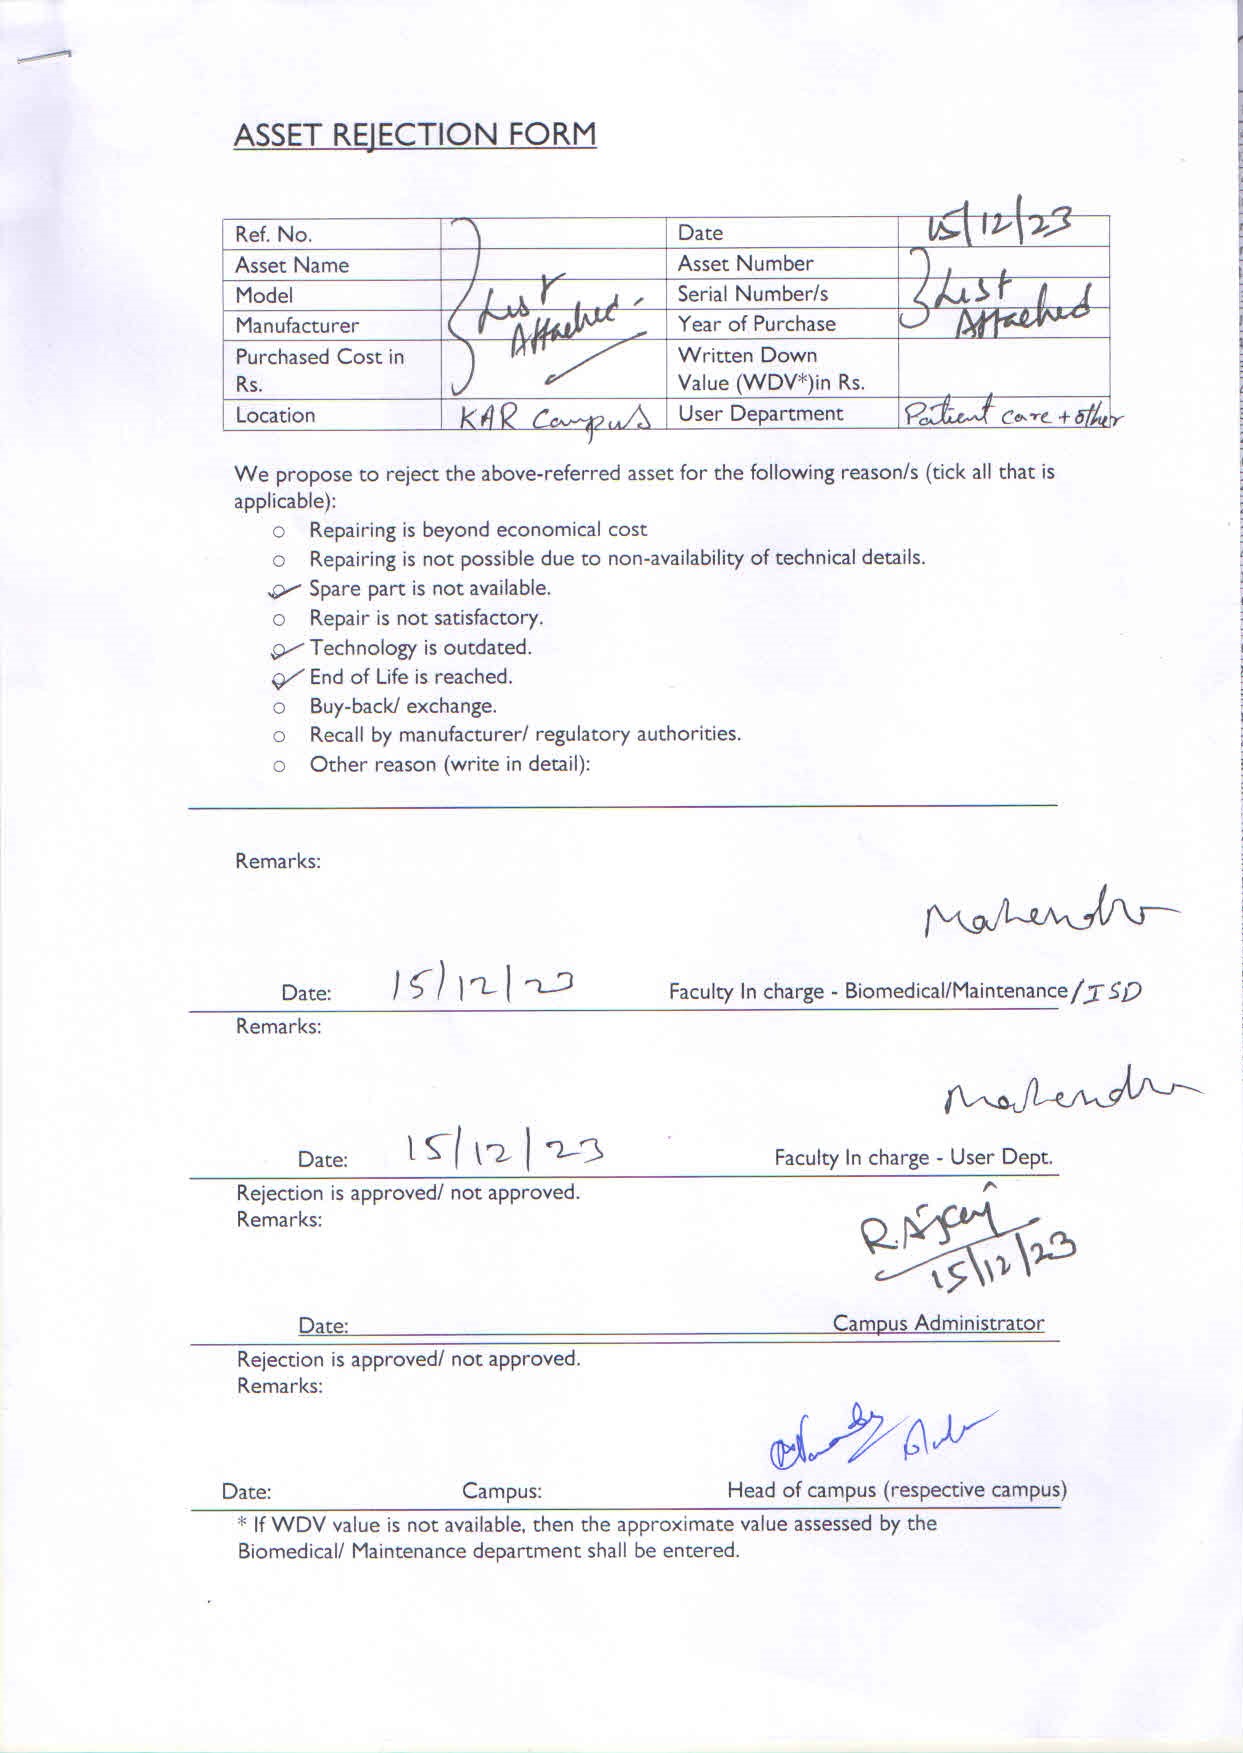 ASSET REJECTION FORM
Ref. No. Date 15/12/23
Asset Name Asset Number
Model List Serial Number/s List
Manufacturer Attached. Year of Purchase Attached
Purchased Cost in Written Down
Rs. Value (WDV*)in Rs.
Location KAR Campus User Department Patient care + other
We propose to reject the above-referred asset for the following reason/s (tick all that is
applicable):
○ Repairing is beyond economical cost
○ Repairing is not possible due to non-availability of technical details.
✓ Spare part is not available.
○ Repair is not satisfactory.
✓ Technology is outdated.
✓ End of Life is reached.
○ Buy-back/ exchange.
○ Recall by manufacturer/ regulatory authorities.
○ Other reason (write in detail):
Remarks:
Mahendra
Date: 15/12/23 Faculty In charge - Biomedical/Maintenance/ISD
Remarks:
Mahendra
Date: 15/12/23 Faculty In charge - User Dept.
Rejection is approved/ not approved.
Remarks:
15/12/23
Date: Campus Administrator
Rejection is approved/ not approved.
Remarks:
Date: Campus: Head of campus (respective campus)
* If WDV value is not available, then the approximate value assessed by the
Biomedical/ Maintenance department shall be entered.